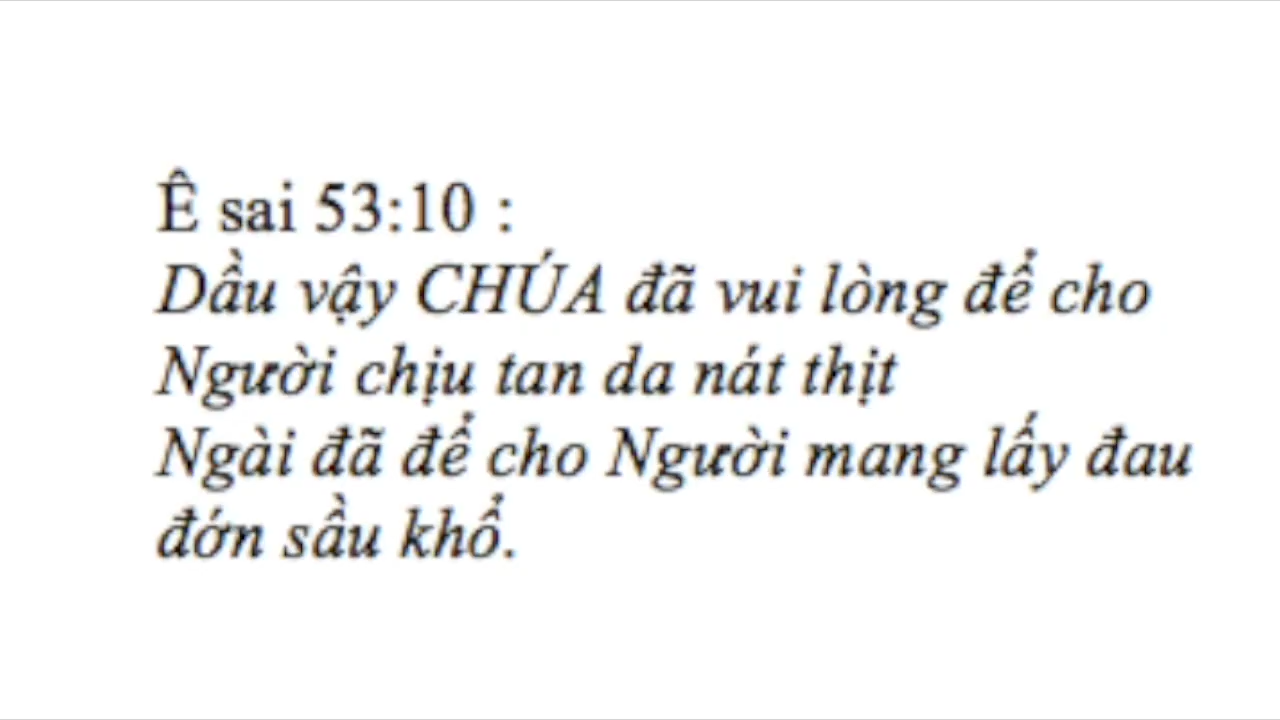 Ê sai 53:10 :
Dầu vậy CHÚA đã vui lòng để cho
Người chịu tan da nát thịt
Ngài đã để cho Người mang lấy đau
đớn sầu khổ.